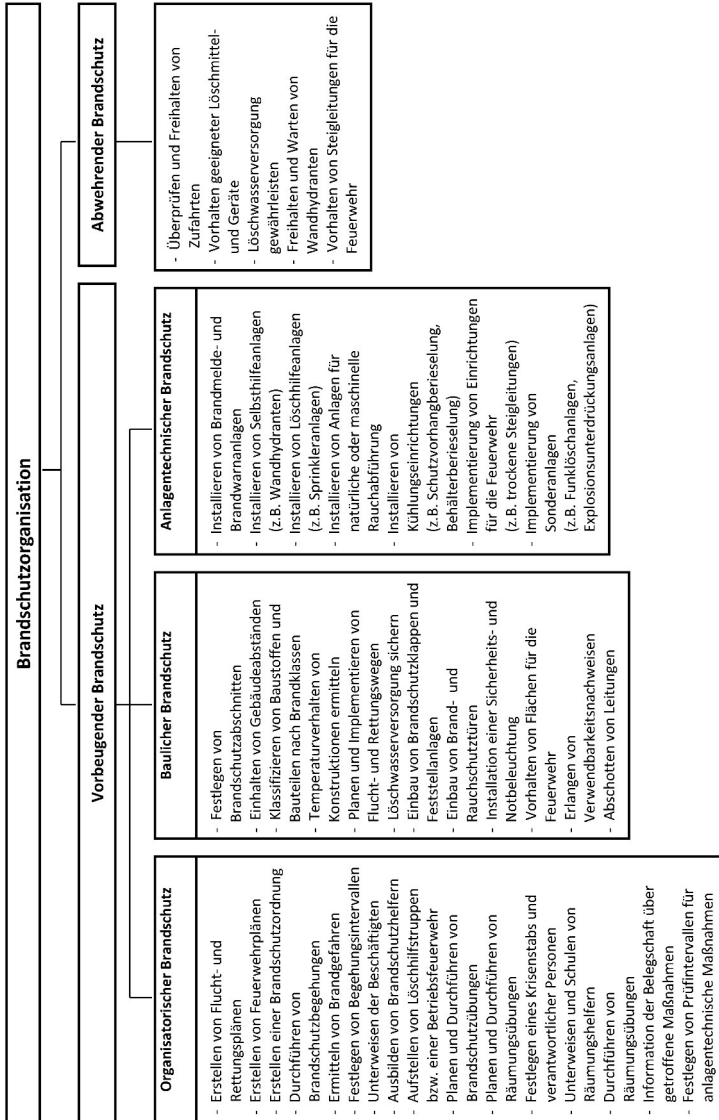 Brandschutzorganisation
Vorbeugender Brandschutz
Abwehrender Brandschutz
Organisatorischer Brandschutz
- Erstellen von Flucht- und
Rettungsplänen
- Erstellen von Feuerwehrplänen
- Erstellen einer Brandschutzordnung
- Durchführen von
Brandschutzbegehungen
- Ermitteln von Brandgefahren
- Festlegen von Begehungsintervallen
- Unterweisen der Beschäftigten
- Ausbilden von Brandschutzhelfern
- Aufstellen von Löschhilfstruppen
bzw. einer Betriebsfeuerwehr
- Planen und Durchführen von
Brandschutzübungen
- Planen und Durchführen von
Räumungsübungen
- Festlegen eines Krisenstabs und
verantwortlicher Personen
- Unterweisen und Schulen von
Räumungshelfern
- Durchführen von
Räumungsübungen
- Information der Belegschaft über
getroffene Maßnahmen
- Festlegen von Prüfintervallen für
anlagentechnische Maßnahmen
Baulicher Brandschutz
- Festlegen von
Brandschutzabschnitten
- Einhalten von Gebäudeabständen
- Klassifizieren von Baustoffen und
Bauteilen nach Brandklassen
- Temperaturverhalten von
Konstruktionen ermitteln
- Planen und Implementieren von
Flucht- und Rettungswegen
- Löschwasserversorgung sichern
- Einbau von Brandschutzklappen und
Feststellanlagen
- Einbau von Brand- und
Rauchschutztüren
- Installation einer Sicherheits- und
Notbeleuchtung
- Vorhalten von Flächen für die
Feuerwehr
- Erlangen von
Verwendbarkeitsnachweisen
- Abschotten von Leitungen
Anlagentechnischer Brandschutz
- Installieren von Brandmelde- und
Brandwarnanlagen
- Installieren von Selbsthilfeanlagen
(z.B. Wandhydranten)
- Installieren von Löschhilfeanlagen
(z.B. Sprinkleranlagen)
- Installieren von Anlagen für
natürliche oder maschinelle
Rauchabführung
- Installieren von
Kühlungseinrichtungen
(z.B. Schutzvorhangberieselung,
Behälterberieselung)
- Implementierung von Einrichtungen
für die Feuerwehr
(z.B. trockene Steigleitungen)
- Implementierung von
Sonderanlagen
(z.B. Funklöschanlagen,
Explosionsunterdrückungsanlagen)
- Überprüfen und Freihalten von
Zufahrten
- Vorhalten geeigneter Löschmittel-
und Geräte
- Löschwasserversorgung
gewährleisten
- Freihalten und Warten von
Wandhydranten
- Vorhalten von Steigleitungen für die
Feuerwehr